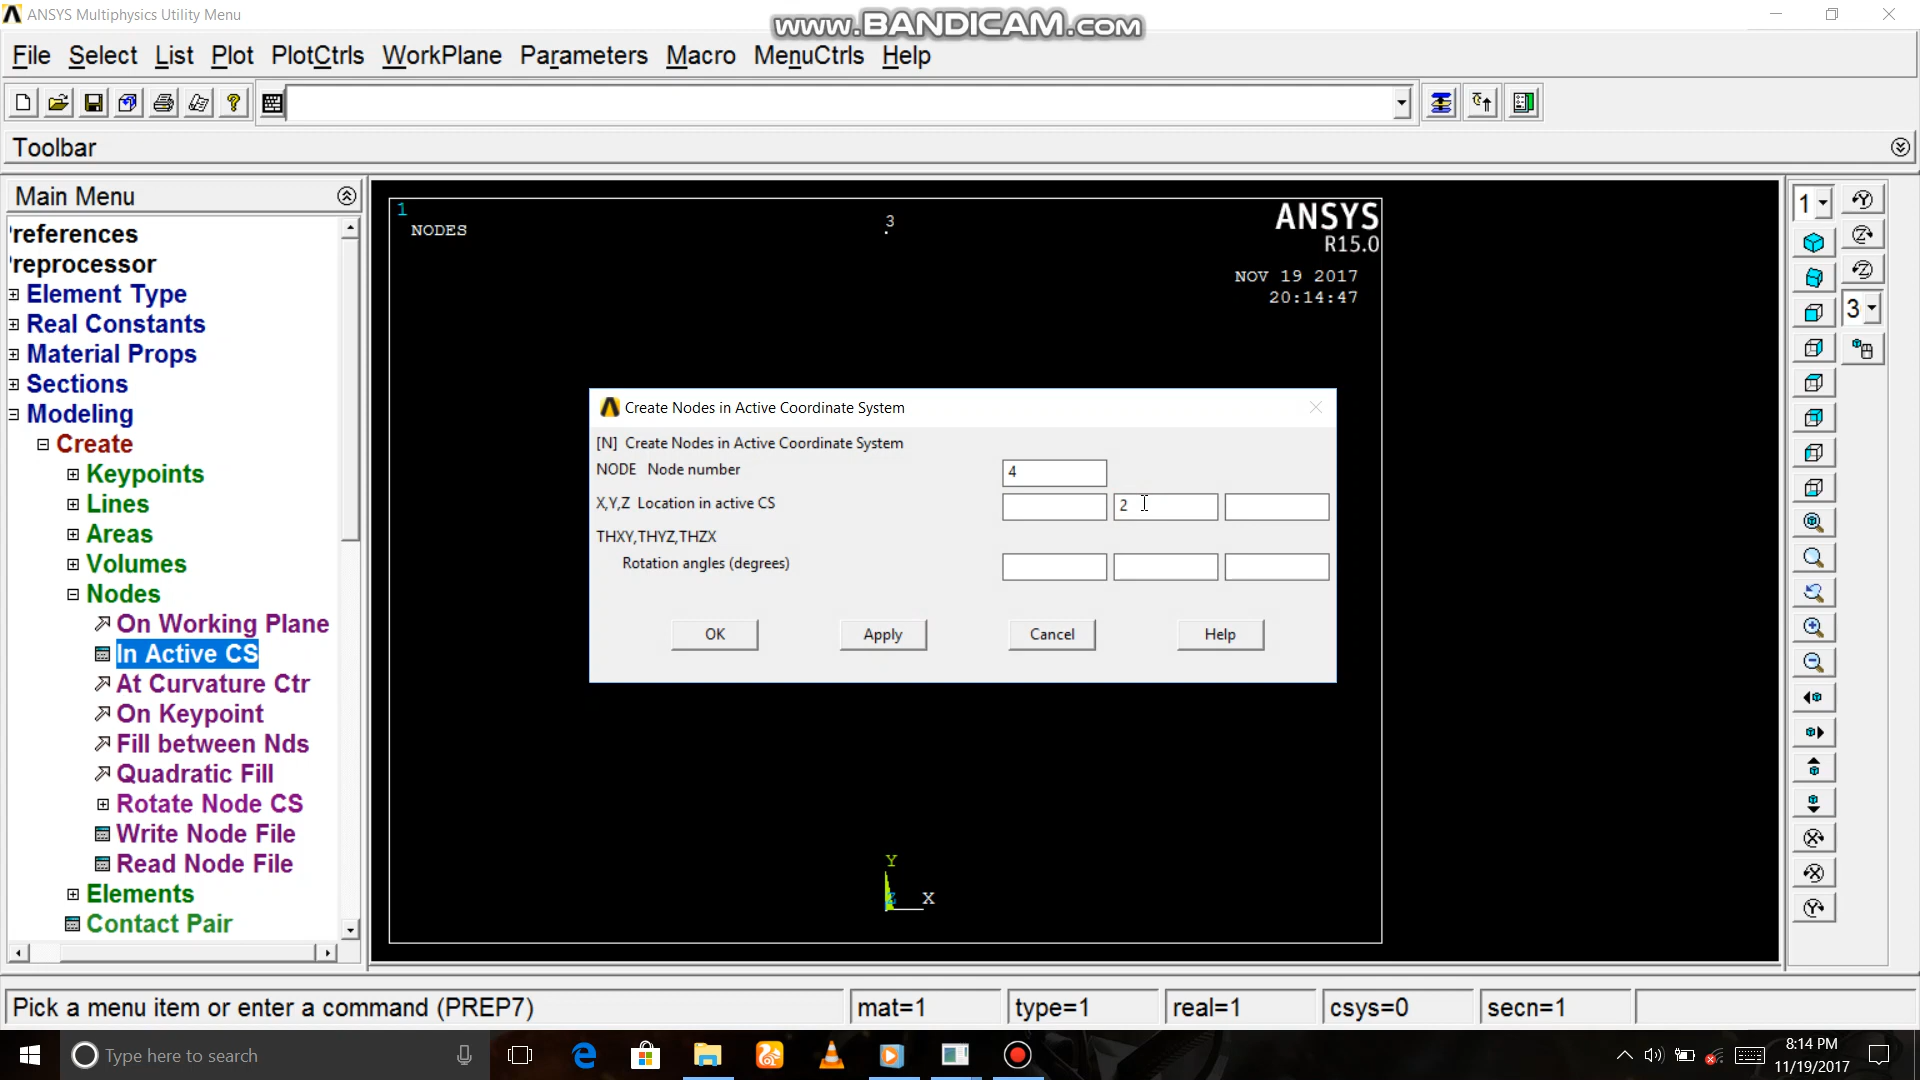 ANSYS Multiphysics Utility Menu
www.BANDICAM.com
File Select List Plot PlotCtrls WorkPlane Parameters Macro MenuCtrls Help
Toolbar
Main Menu
references
reprocessor
Element Type
Real Constants
Material Props
Sections
Modeling
Create
Keypoints
Lines
Areas
Volumes
Nodes
On Working Plane
In Active CS
At Curvature Ctr
On Keypoint
Fill between Nds
Quadratic Fill
Rotate Node CS
Write Node File
Read Node File
Elements
Contact Pair
1
NODES
3
ANSYS
R15.0
NOV 19 2017
20:14:47
Create Nodes in Active Coordinate System
[N] Create Nodes in Active Coordinate System
NODE Node number 4
X,Y,Z Location in active CS 2
THXY,THYZ,THZX
Rotation angles (degrees)
OK Apply Cancel Help
Y
Z X
1
3
Pick a menu item or enter a command (PREP7) mat=1 type=1 real=1 csys=0 secn=1
Type here to search
8:14 PM
11/19/2017